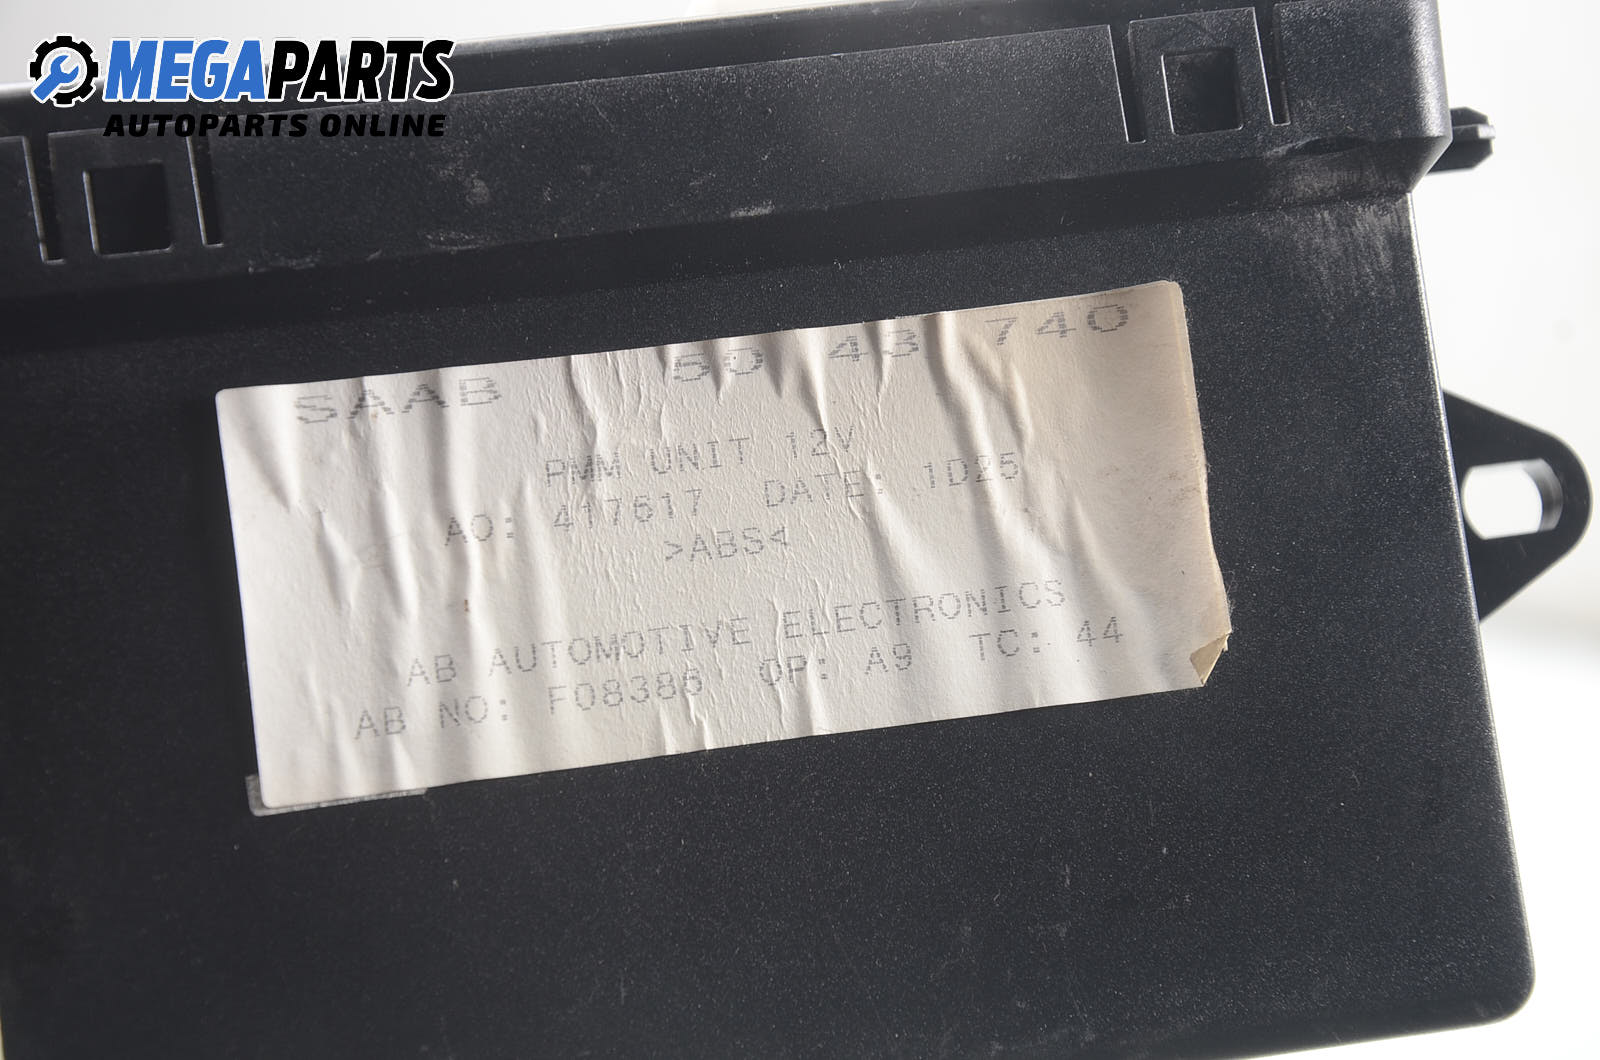 MEGAPARTS
AUTOPARTS ONLINE
SAAB 50 43 740
PMM UNIT 12V
AO: 417617 DATE: 1D25
>ABS<
AB AUTOMOTIVE ELECTRONICS
AB NO: F08386 OP: A9 TC: 44